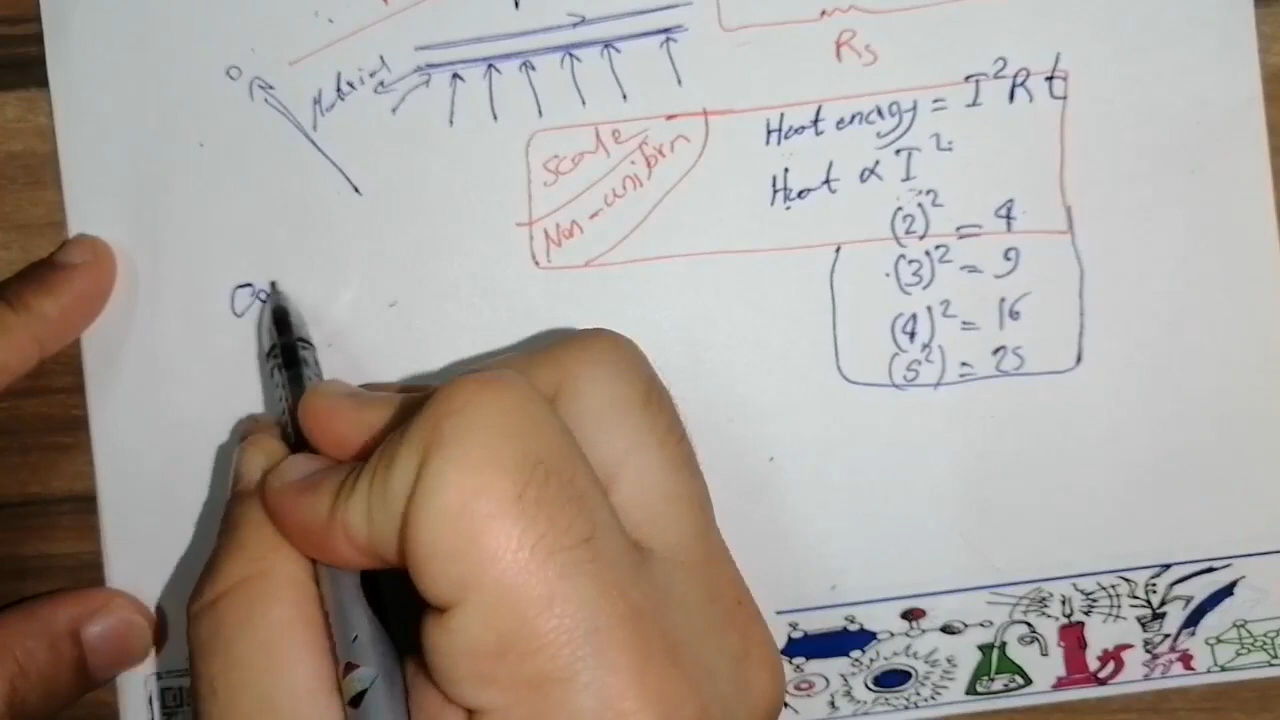 Rs
Material
Heat energy = I²Rt
Scale
Non-uniform
Heat ∝ I²
(2)² = 4
(3)² = 9
(4)² = 16
(5²) = 25